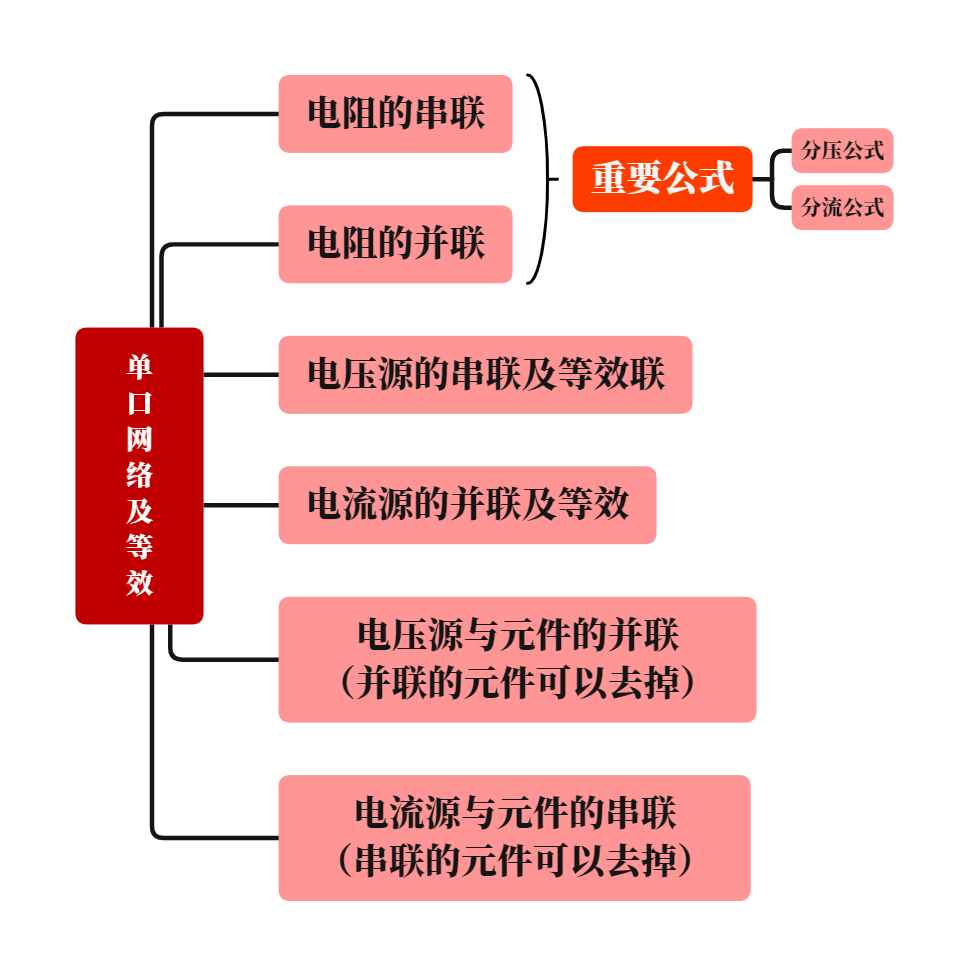 电阻的串联
电阻的并联
重要公式
分压公式
分流公式
单口网络及等效
电压源的串联及等效联
电流源的并联及等效
电压源与元件的并联
（并联的元件可以去掉）
电流源与元件的串联
（串联的元件可以去掉）